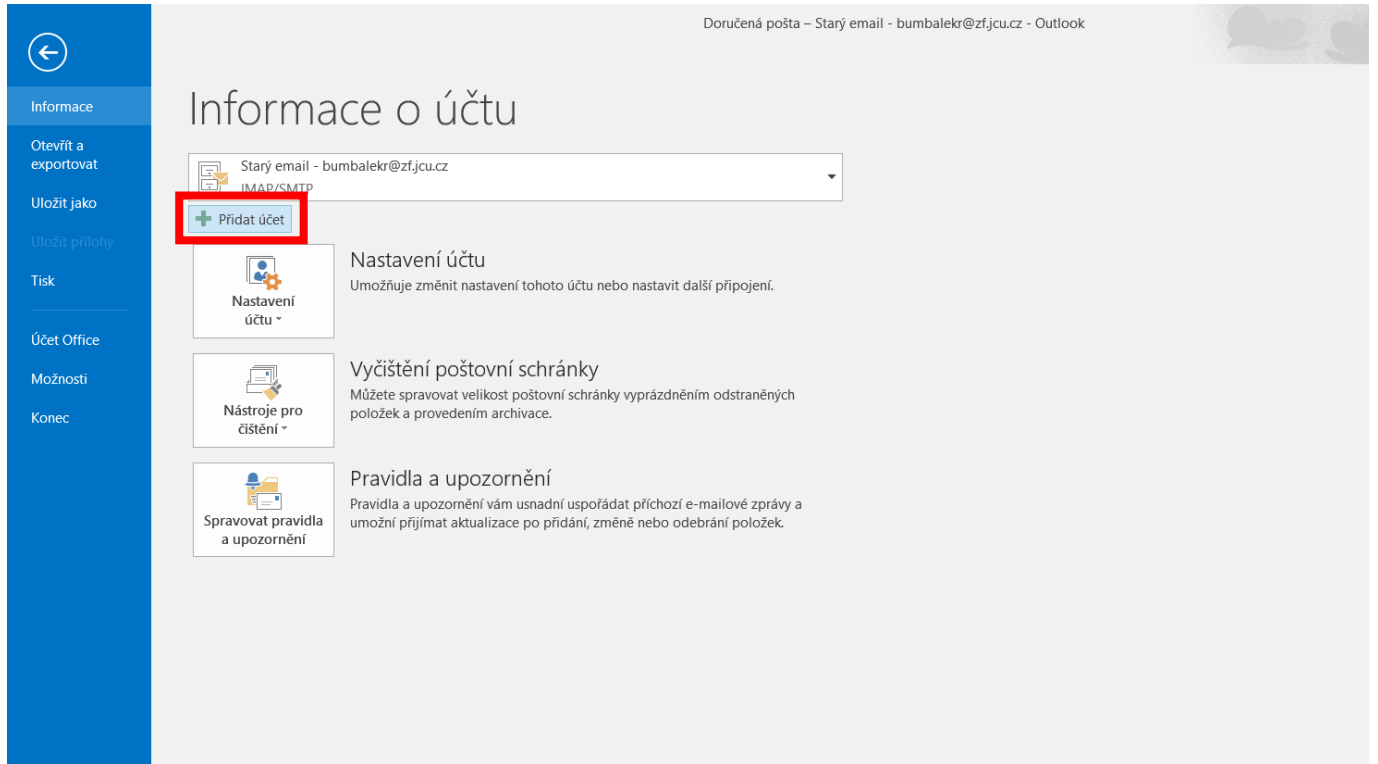 Doručená pošta – Starý email - bumbalekr@zf.jcu.cz - Outlook
Informace
Otevřít a
exportovat
Uložit jako
Uložit přílohy
Tisk
Účet Office
Možnosti
Konec
Informace o účtu
Starý email - bumbalekr@zf.jcu.cz
IMAP/SMTP
Přidat účet
Nastavení
účtu
Nastavení účtu
Umožňuje změnit nastavení tohoto účtu nebo nastavit další připojení.
Nástroje pro
čištění
Vyčištění poštovní schránky
Můžete spravovat velikost poštovní schránky vyprázdněním odstraněných
položek a provedením archivace.
Spravovat pravidla
a upozornění
Pravidla a upozornění
Pravidla a upozornění vám usnadní uspořádat příchozí e-mailové zprávy a
umožní přijímat aktualizace po přidání, změně nebo odebrání položek.